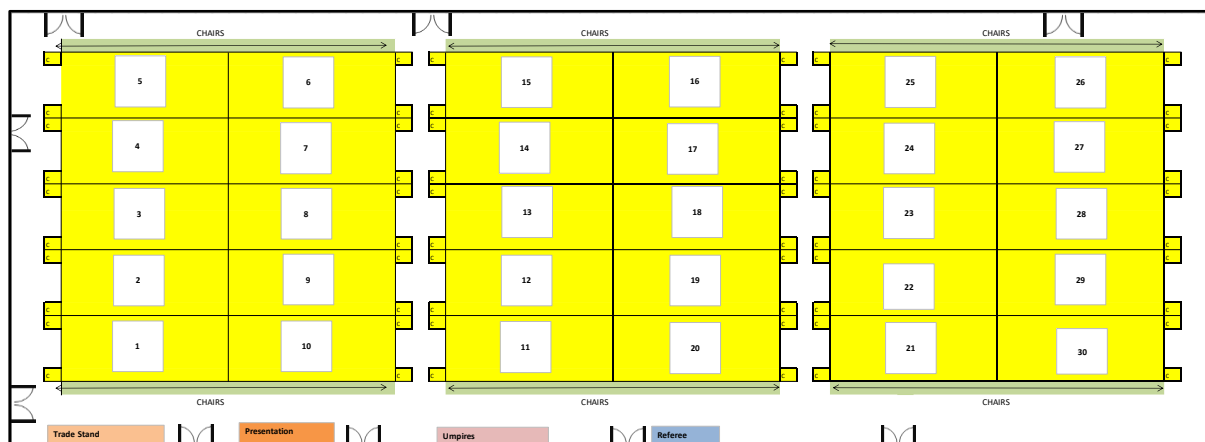 CHAIRS CHAIRS CHAIRS
C C C C C C
5 6 15 16 25 26
C C C C C C
C C C C C C
4 7 14 17 24 27
C C C C C C
C C C C C C
3 8 13 18 23 28
C C C C C C
C C C C C C
2 9 12 19 22 29
C C C C C C
C C C C C C
1 10 11 20 21 30
C C C C C C
CHAIRS CHAIRS CHAIRS
Trade Stand Presentation Umpires Referee